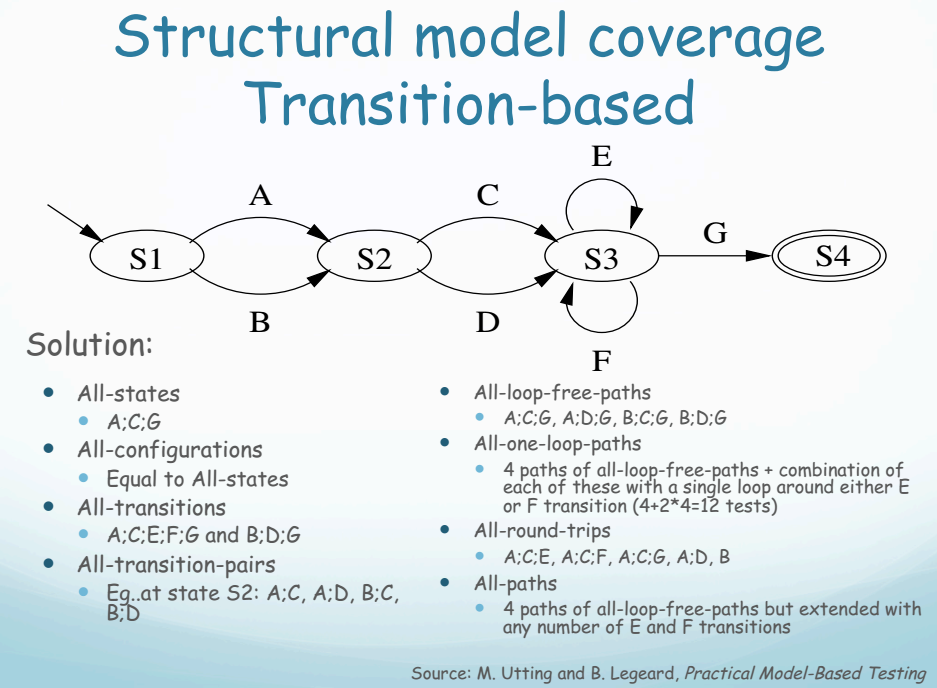 Structural model coverage
Transition-based
E
A
C
G
S1
S2
S3
S4
B
D
F
Solution:
All-states
A;C;G
All-configurations
Equal to All-states
All-transitions
A;C;E;F;G and B;D;G
All-transition-pairs
Eg..at state S2: A;C, A;D, B;C,
B;D
All-loop-free-paths
A;C;G, A;D;G, B;C;G, B;D;G
All-one-loop-paths
4 paths of all-loop-free-paths + combination of
each of these with a single loop around either E
or F transition (4+2*4=12 tests)
All-round-trips
A;C;E, A;C;F, A;C;G, A;D, B
All-paths
4 paths of all-loop-free-paths but extended with
any number of E and F transitions
Source: M. Utting and B. Legeard, Practical Model-Based Testing